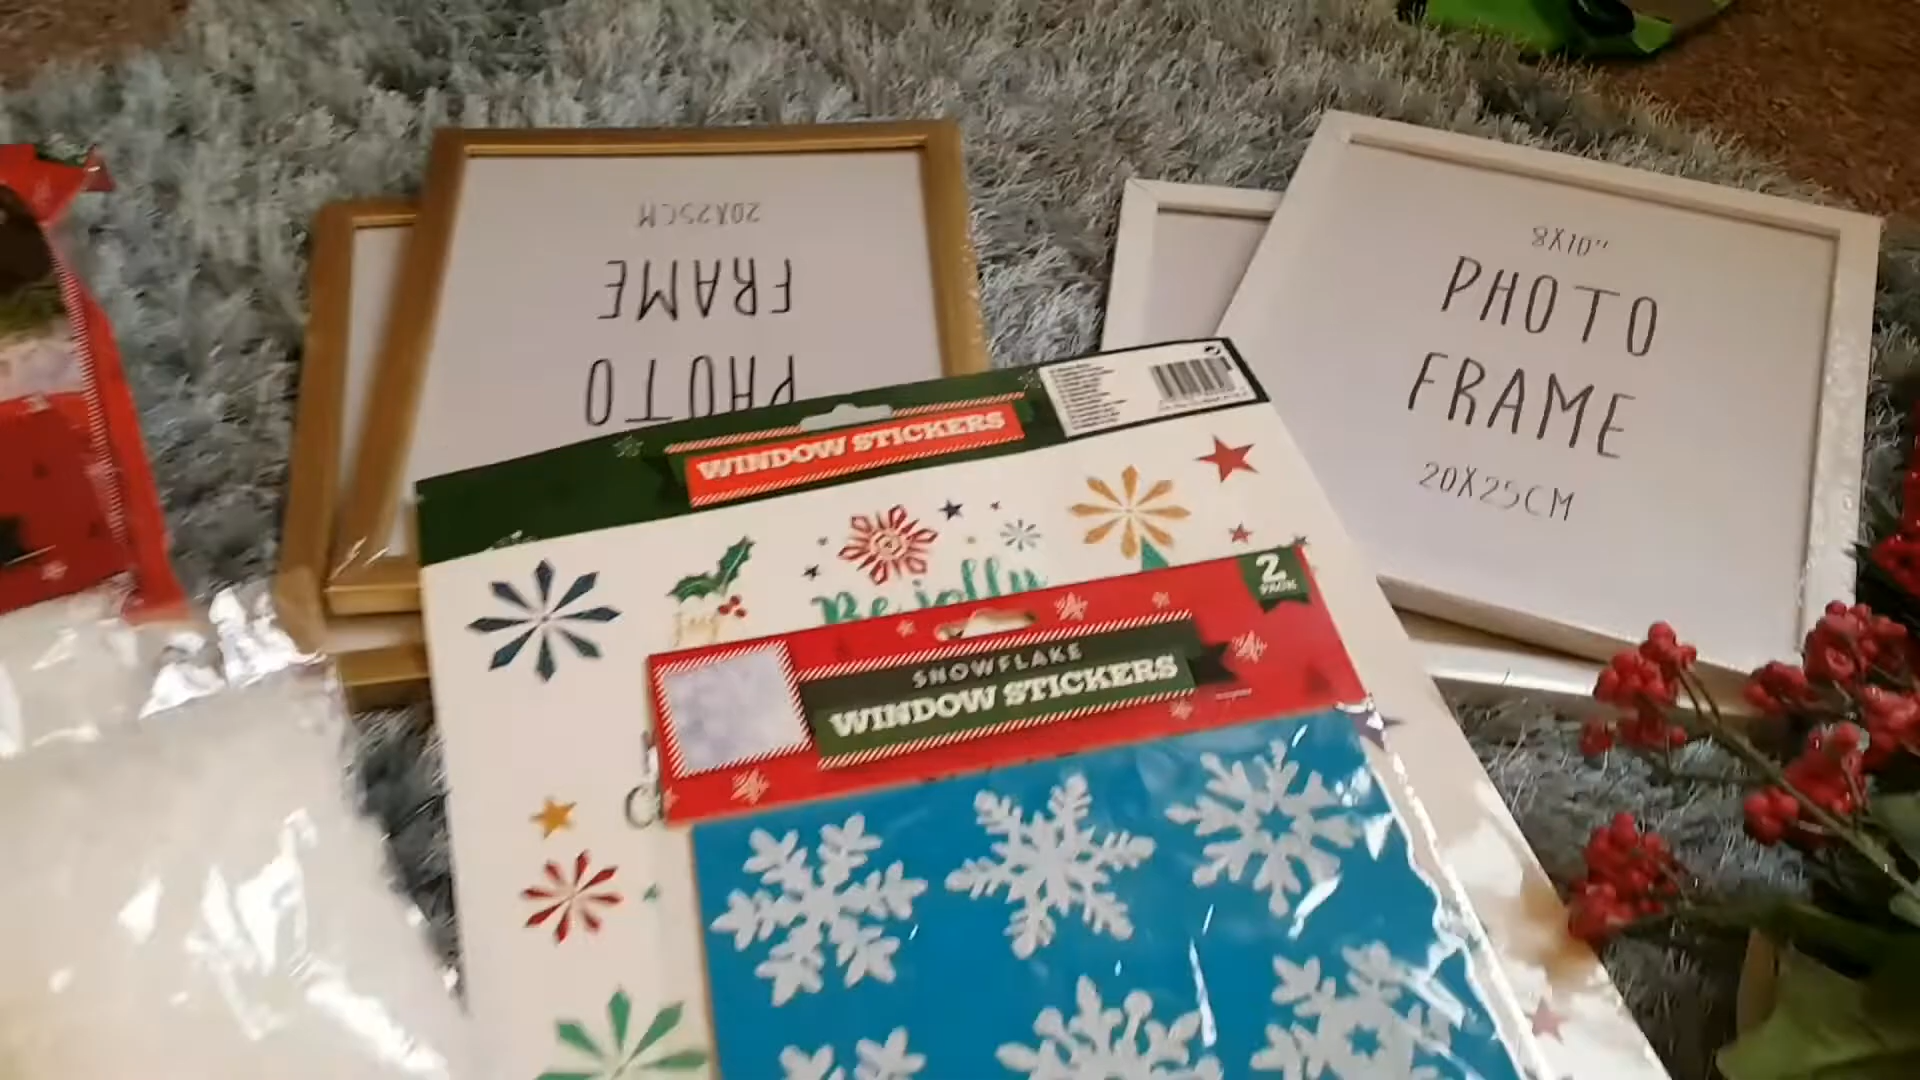 20X25CM
FRAME
PHOTO
8X10"
PHOTO
FRAME
20X25CM
WINDOW STICKERS
Be jolly
2
PACK
SNOWFLAKE
WINDOW STICKERS